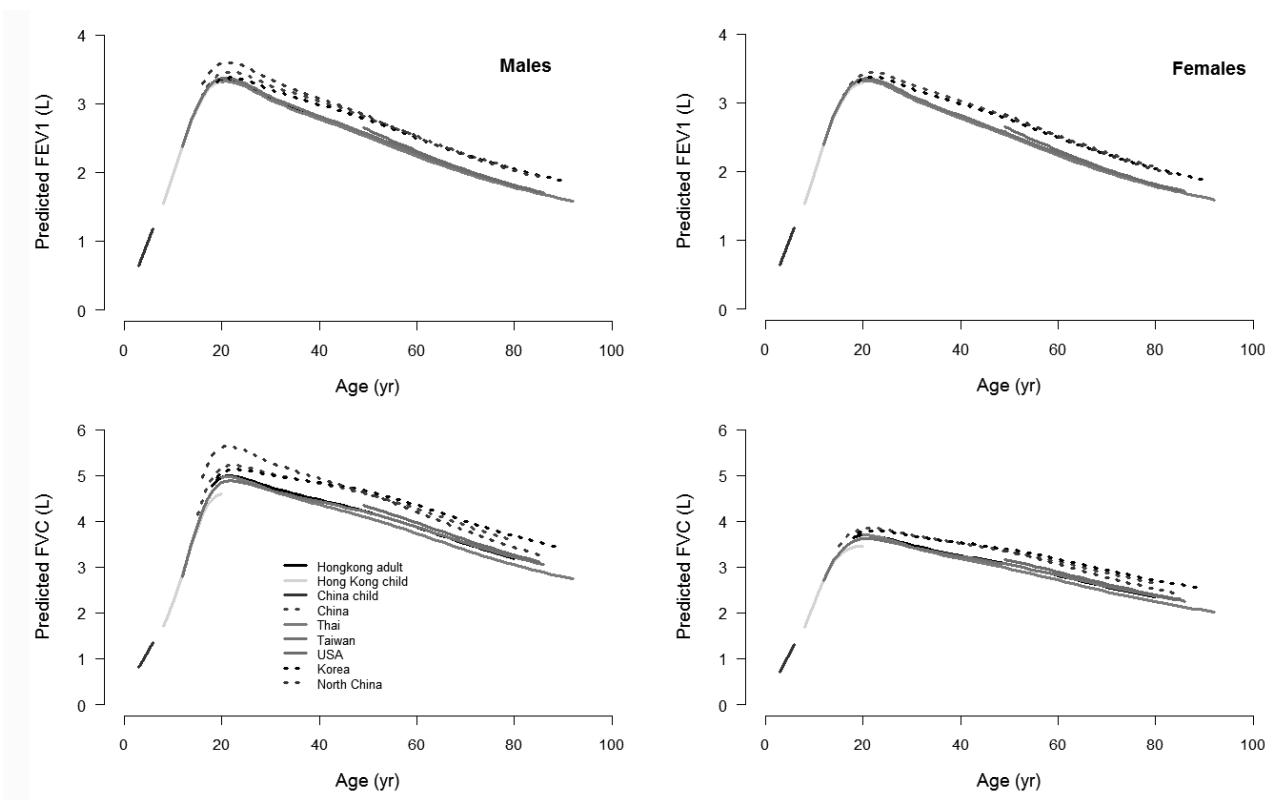 Males
Predicted FEV1 (L)
4
3
2
1
0
0 20 40 60 80 100
Age (yr)
Females
Predicted FEV1 (L)
4
3
2
1
0
0 20 40 60 80 100
Age (yr)
Predicted FVC (L)
6
5
4
3
2
1
0
Hongkong adult
Hong Kong child
China child
China
Thai
Taiwan
USA
Korea
North China
0 20 40 60 80 100
Age (yr)
Predicted FVC (L)
6
5
4
3
2
1
0
0 20 40 60 80 100
Age (yr)